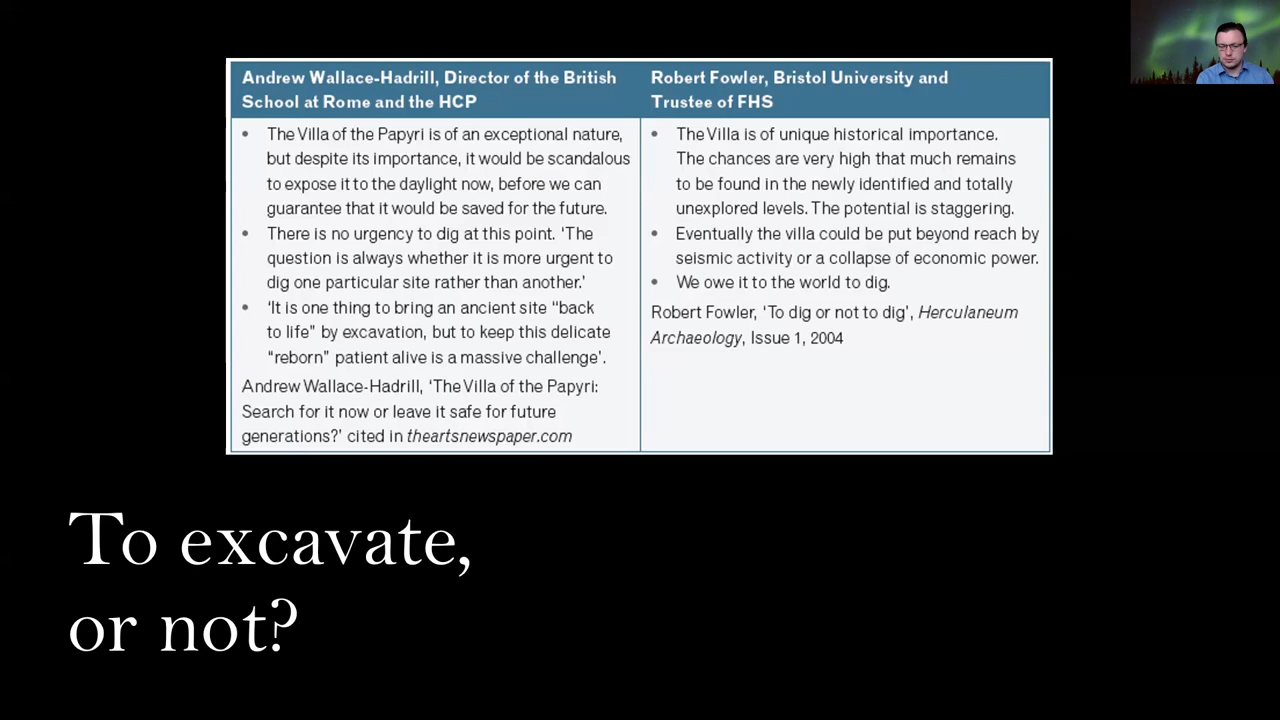 Andrew Wallace-Hadrill, Director of the British
School at Rome and the HCP
• The Villa of the Papyri is of an exceptional nature,
but despite its importance, it would be scandalous
to expose it to the daylight now, before we can
guarantee that it would be saved for the future.
• There is no urgency to dig at this point. ‘The
question is always whether it is more urgent to
dig one particular site rather than another.’
• ‘It is one thing to bring an ancient site “back
to life” by excavation, but to keep this delicate
“reborn” patient alive is a massive challenge’.
Andrew Wallace-Hadrill, ‘The Villa of the Papyri:
Search for it now or leave it safe for future
generations?’ cited in theartsnewspaper.com
Robert Fowler, Bristol University and
Trustee of FHS
• The Villa is of unique historical importance.
The chances are very high that much remains
to be found in the newly identified and totally
unexplored levels. The potential is staggering.
• Eventually the villa could be put beyond reach by
seismic activity or a collapse of economic power.
• We owe it to the world to dig.
Robert Fowler, ‘To dig or not to dig’, Herculaneum
Archaeology, Issue 1, 2004
To excavate,
or not?